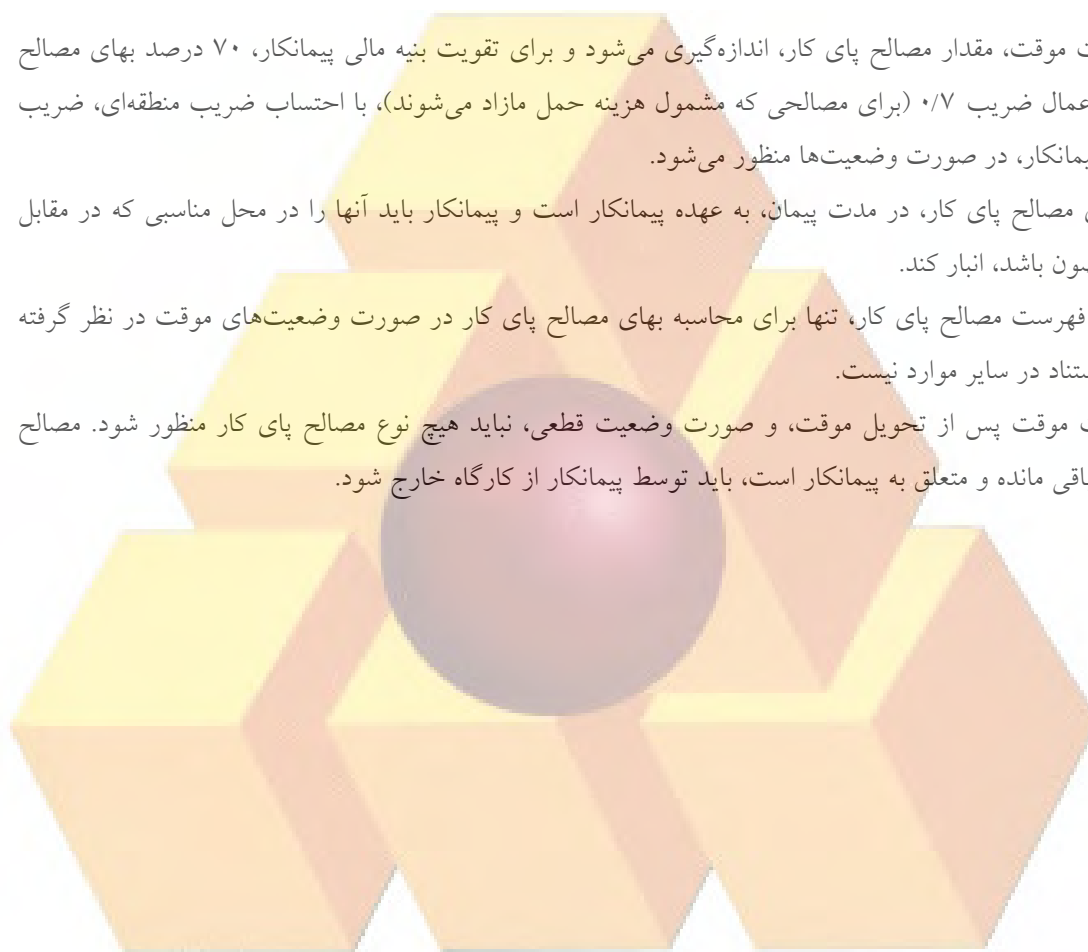 موقت، مقدار مصالح پای کار، اندازه‌گیری می‌شود و برای تقویت بنیه مالی پیمانکار، ۷۰ درصد بهای مصالح
عمال ضریب ۰/۷ (برای مصالحی که مشمول هزینه حمل مازاد می‌شوند)، با احتساب ضریب منطقه‌ای، ضریب
یمانکار، در صورت وضعیت‌ها منظور می‌شود.
مصالح پای کار، در مدت پیمان، به عهده پیمانکار است و پیمانکار باید آنها را در محل مناسبی که در مقابل
صون باشد، انبار کند.
فهرست مصالح پای کار، تنها برای محاسبه بهای مصالح پای کار در صورت وضعیت‌های موقت در نظر گرفته
ستناد در سایر موارد نیست.
موقت پس از تحویل موقت، و صورت وضعیت قطعی، نباید هیچ نوع مصالح پای کار منظور شود. مصالح
اقی مانده و متعلق به پیمانکار است، باید توسط پیمانکار از کارگاه خارج شود.